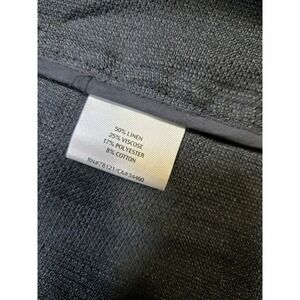 50% LINEN
25% VISCOSE
17% POLYESTER
8% COTTON
RN#78121/CA#34460